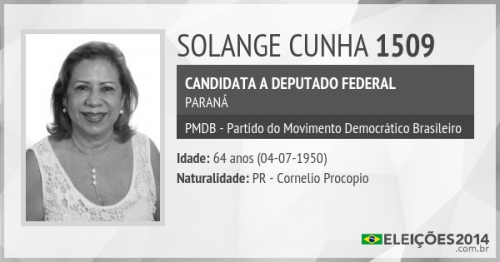 SOLANGE CUNHA 1509
CANDIDATA A DEPUTADO FEDERAL
PARANÁ
PMDB - Partido do Movimento Democrático Brasileiro
Idade: 64 anos (04-07-1950)
Naturalidade: PR - Cornelio Procopio
ELEIÇÕES2014
.com.br